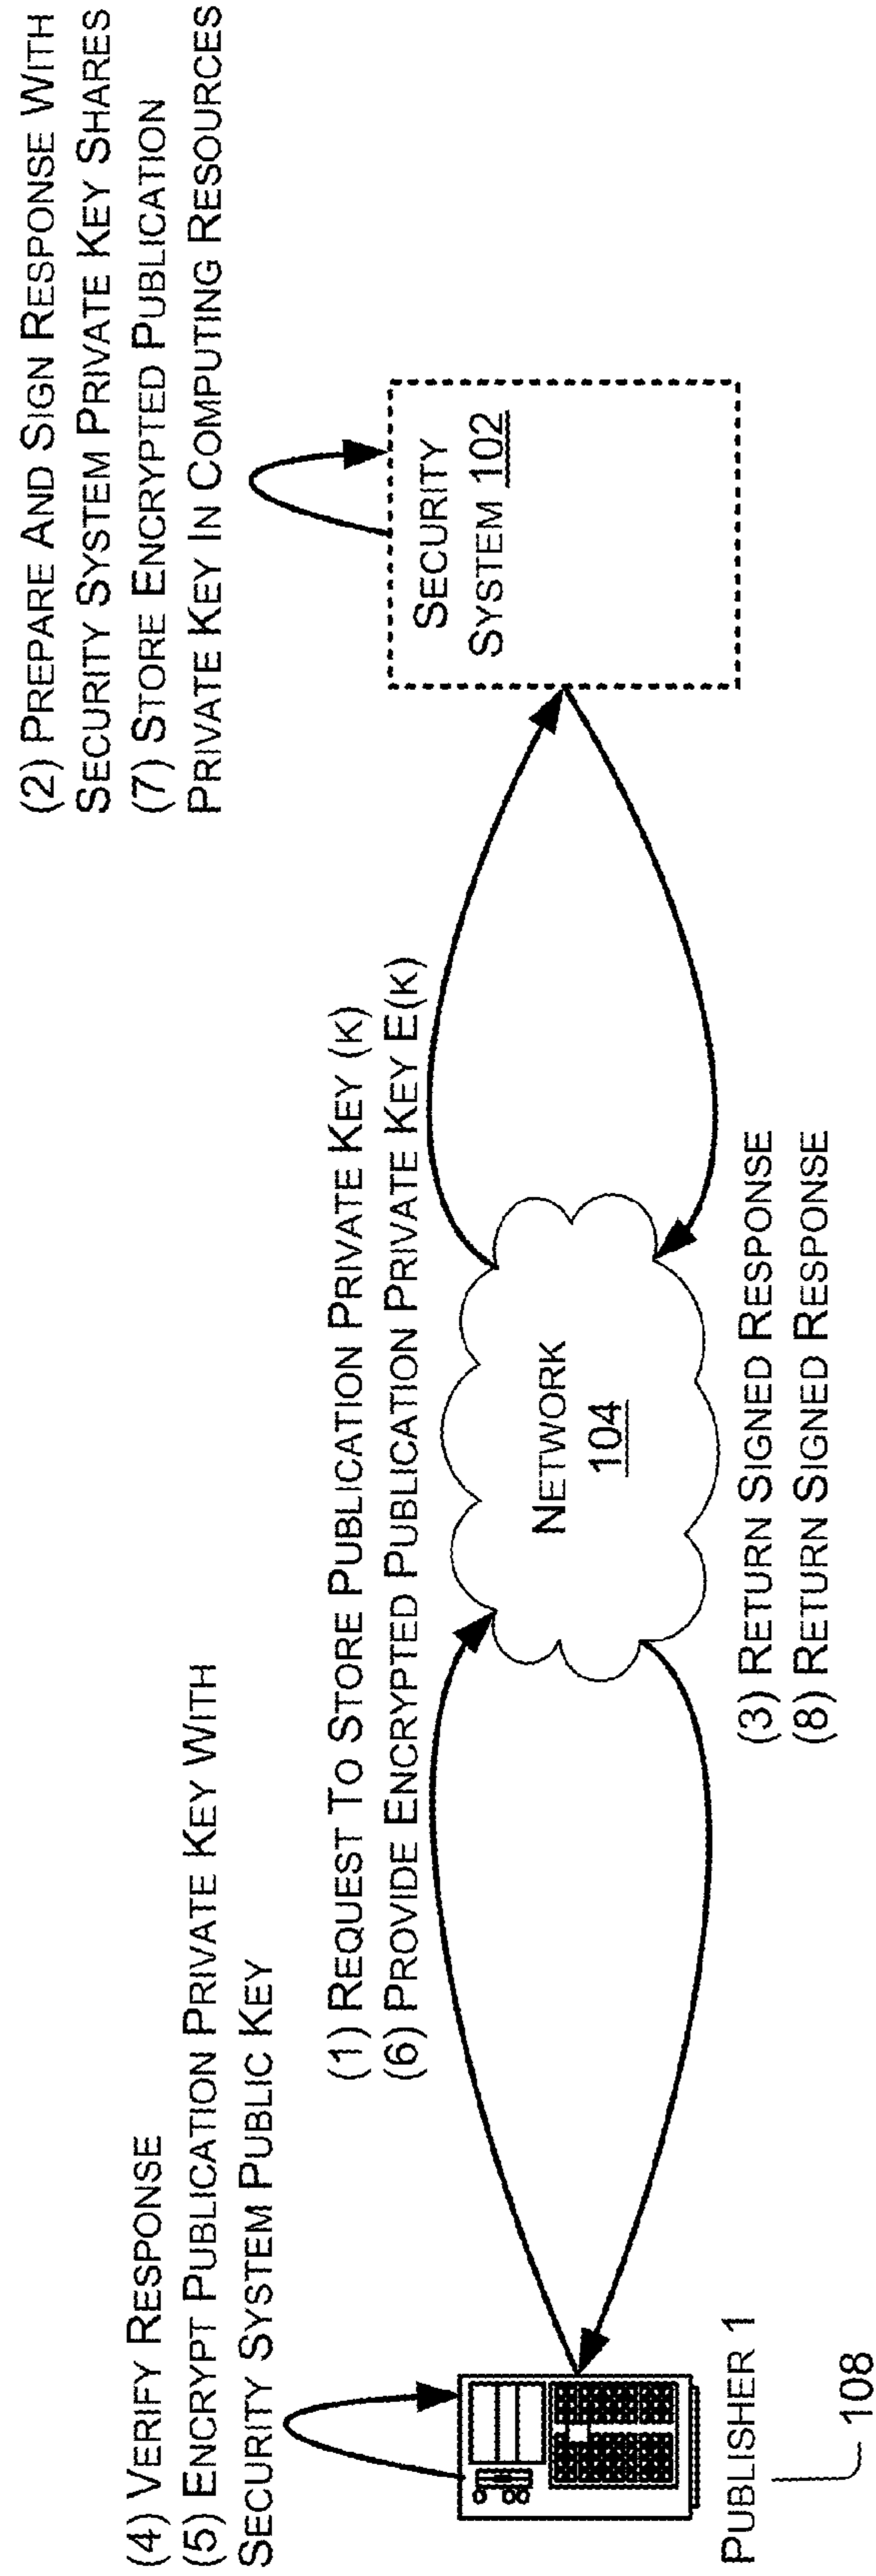 (2) PREPARE AND SIGN RESPONSE WITH
SECURITY SYSTEM PRIVATE KEY SHARES
(7) STORE ENCRYPTED PUBLICATION
PRIVATE KEY IN COMPUTING RESOURCES
(4) VERIFY RESPONSE
(5) ENCRYPT PUBLICATION PRIVATE KEY WITH
SECURITY SYSTEM PUBLIC KEY
(1) REQUEST TO STORE PUBLICATION PRIVATE KEY (K)
(6) PROVIDE ENCRYPTED PUBLICATION PRIVATE KEY E(K)
SECURITY
SYSTEM 102
NETWORK
104
(3) RETURN SIGNED RESPONSE
(8) RETURN SIGNED RESPONSE
PUBLISHER 1
108